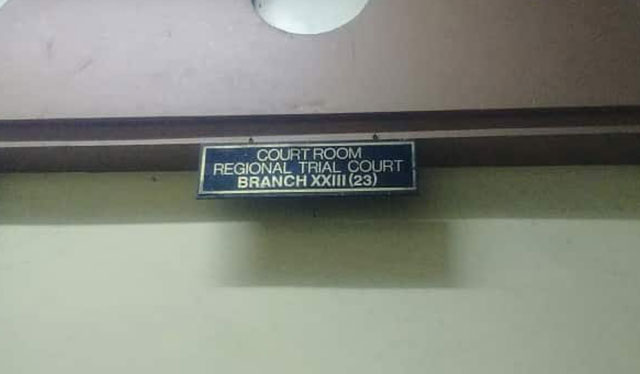 COURT ROOM
REGIONAL TRIAL COURT
BRANCH XXIII (23)